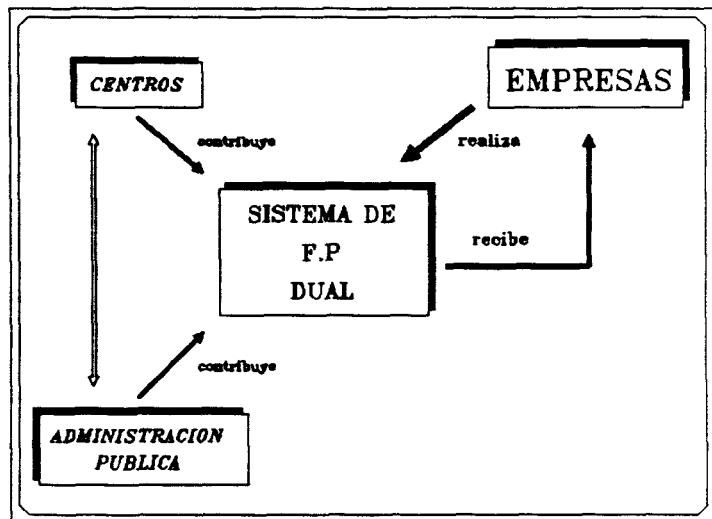 CENTROS
EMPRESAS
contribuye
realiza
SISTEMA DE
F.P
DUAL
recibe
contribuye
ADMINISTRACION
PUBLICA